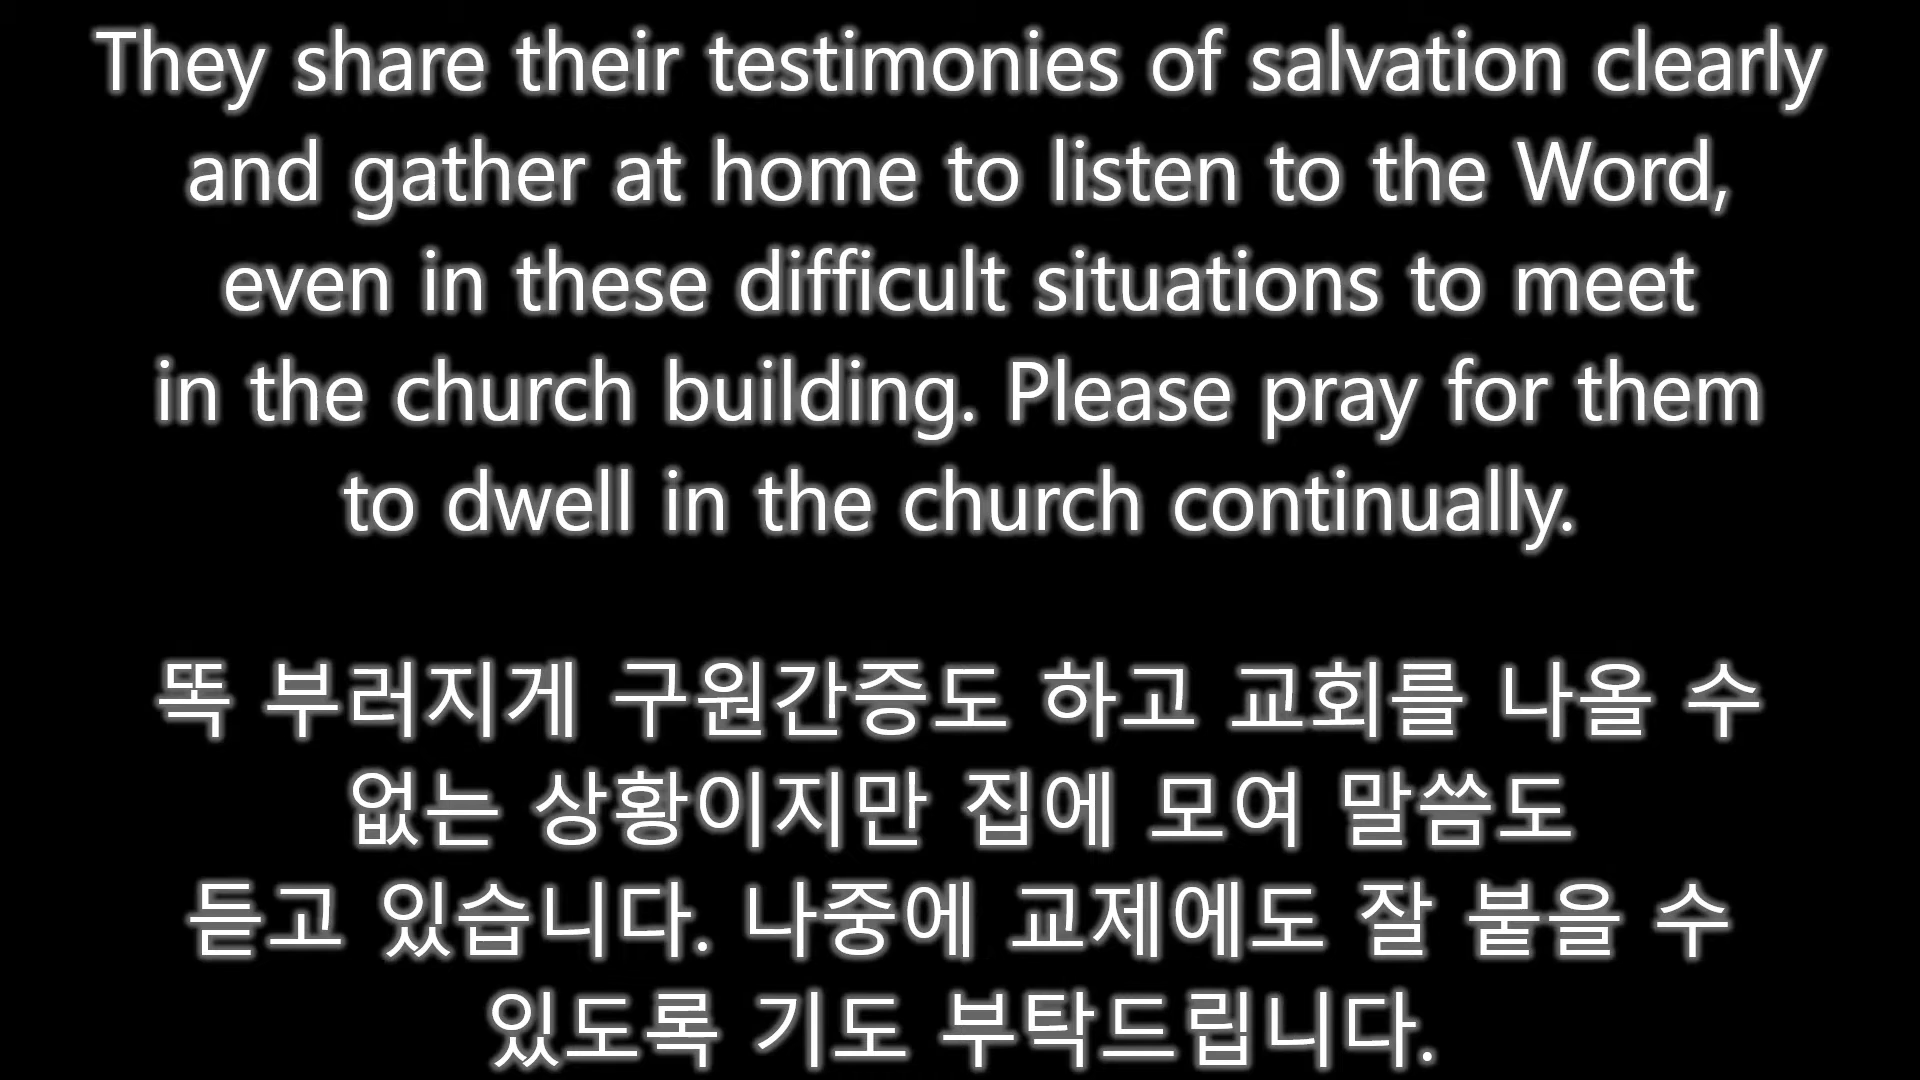 They share their testimonies of salvation clearly
and gather at home to listen to the Word,
even in these difficult situations to meet
in the church building. Please pray for them
to dwell in the church continually.
똑 부러지게 구원간증도 하고 교회를 나올 수
없는 상황이지만 집에 모여 말씀도
듣고 있습니다. 나중에 교제에도 잘 붙을 수
있도록 기도 부탁드립니다.